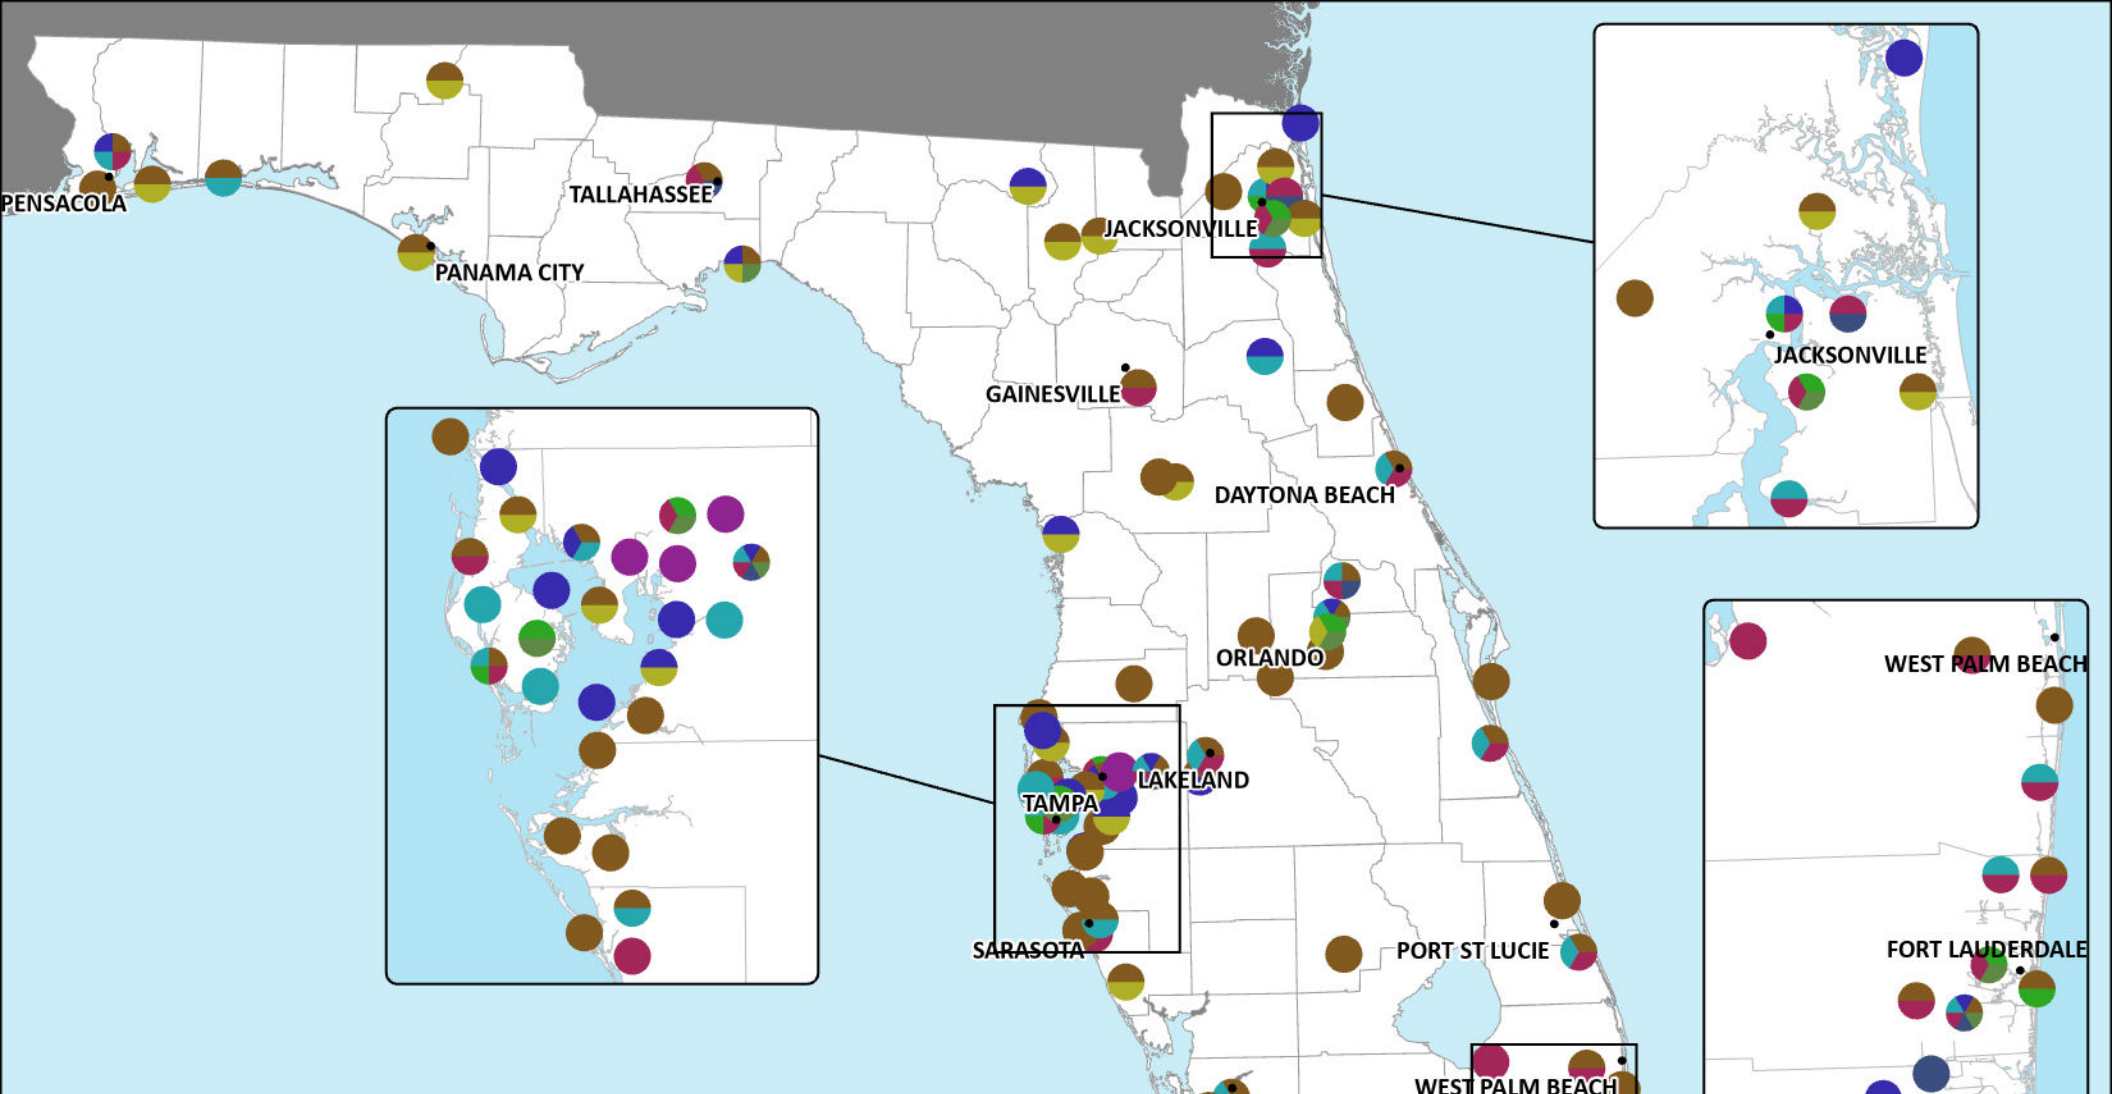 PENSACOLA
TALLAHASSEE
JACKSONVILLE
PANAMA CITY
JACKSONVILLE
GAINESVILLE
DAYTONA BEACH
ORLANDO
WEST PALM BEACH
LAKELAND
TAMPA
SARASOTA
PORT ST LUCIE
FORT LAUDERDALE
WEST PALM BEACH